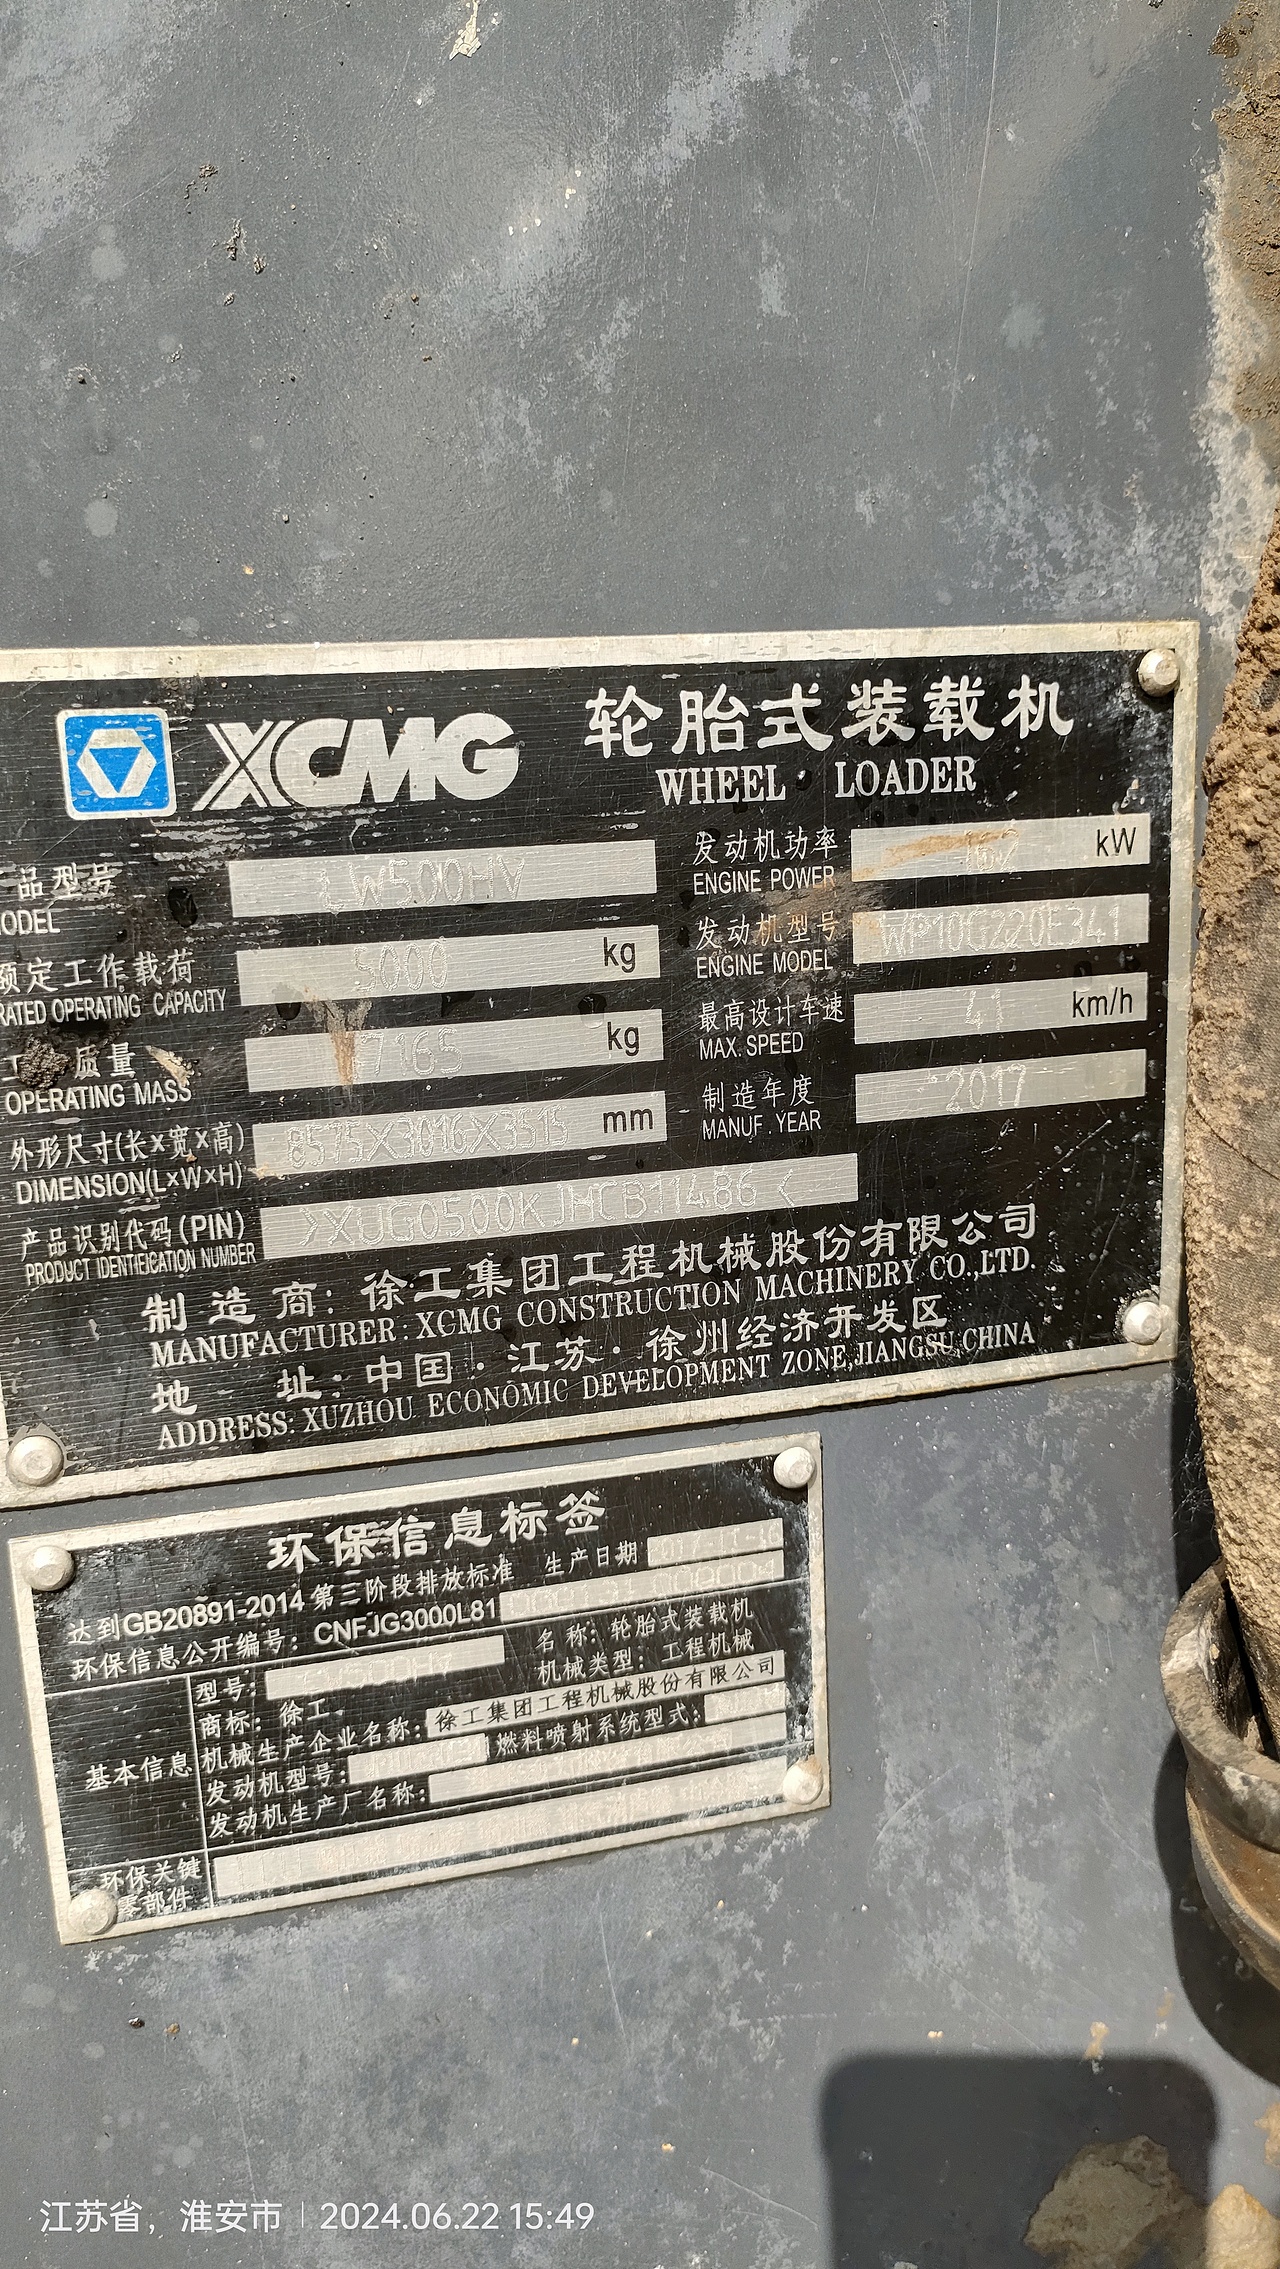 XCMG 轮胎式装载机
WHEEL LOADER
品型号 LW500HV
ODEL
发动机功率 162 kW
ENGINE POWER
额定工作载荷 5000 kg
RATED OPERATING CAPACITY
发动机型号 WP10G220E341
ENGINE MODEL
质量 kg
OPERATING MASS
最高设计车速 41 km/h
MAX. SPEED
外形尺寸(长×宽×高) 8575X3016X3515 mm
DIMENSION(L×W×H)
制造年度 2017
MANUF. YEAR
产品识别代码(PIN) >XUG0500KJHCB11486<
PRODUCT IDENTIFICATION NUMBER
制造商:徐工集团工程机械股份有限公司
MANUFACTURER: XCMG CONSTRUCTION MACHINERY CO.,LTD.
地址:中国·江苏·徐州经济开发区
ADDRESS: XUZHOU ECONOMIC DEVELOPMENT ZONE,JIANGSU,CHINA
环保信息标签
达到GB20891-2014 第三阶段排放标准 生产日期
环保信息公开编号: CNFJG3000L81
基本信息
型号: 名称: 轮胎式装载机
商标: 徐工 机械类型: 工程机械
机械生产企业名称: 徐工集团工程机械股份有限公司
发动机型号: 燃料喷射系统型式:
发动机生产厂名称:
环保关键
零部件
江苏省，淮安市 | 2024.06.22 15:49